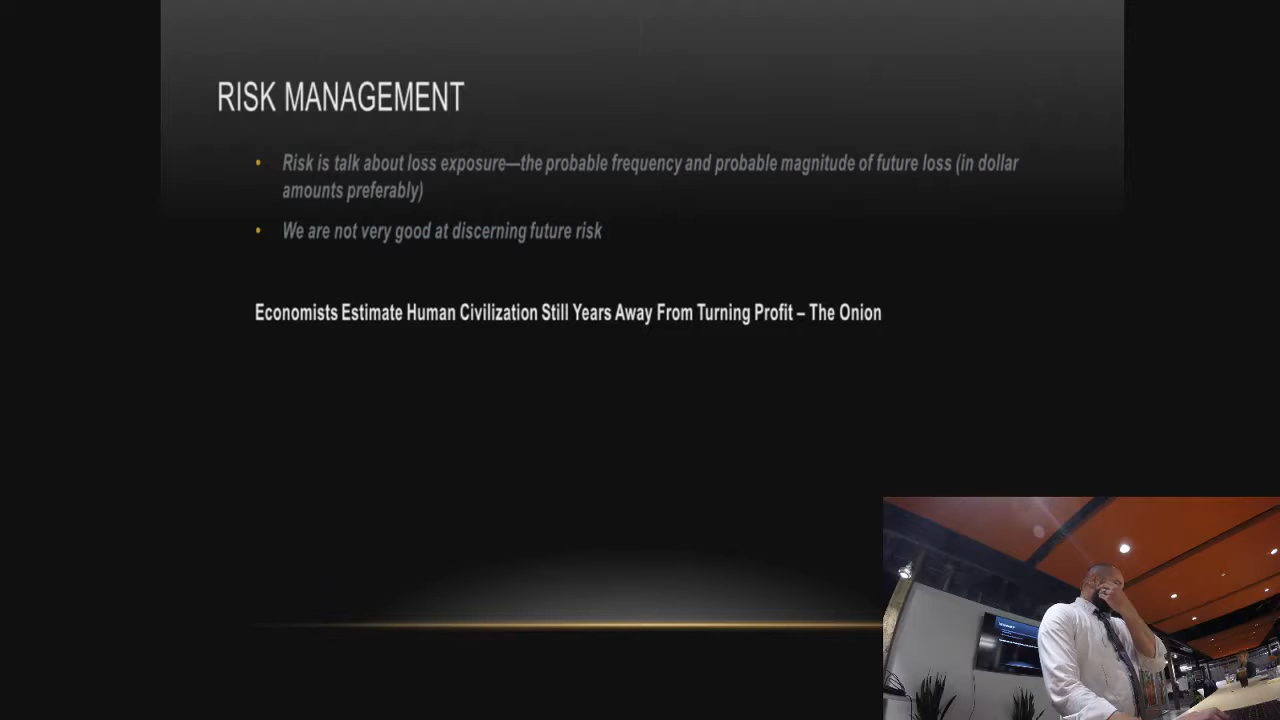 RISK MANAGEMENT
• Risk is talk about loss exposure—the probable frequency and probable magnitude of future loss (in dollar
amounts preferably)
• We are not very good at discerning future risk
Economists Estimate Human Civilization Still Years Away From Turning Profit – The Onion